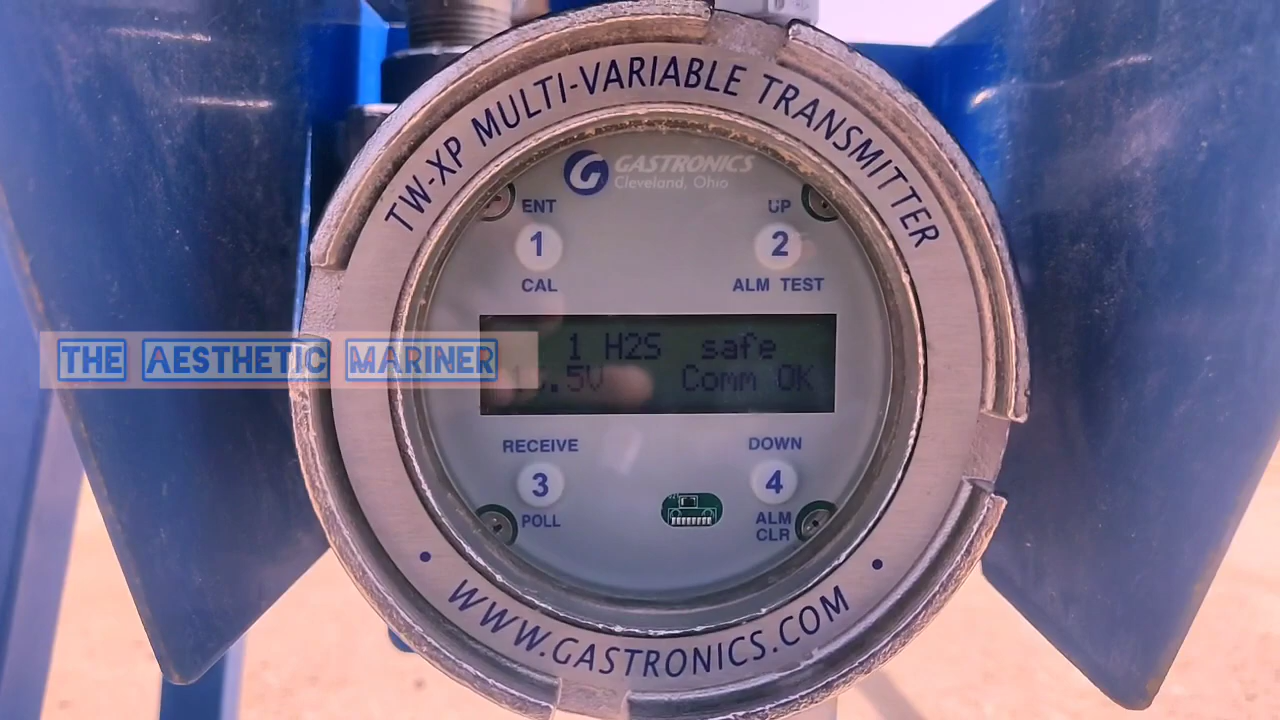 TW-XP MULTI-VARIABLE TRANSMITTER
GASTRONICS
Cleveland, Ohio
ENT
UP
1
2
CAL
ALM TEST
1 H2S safe
Comm OK
THE AESTHETIC MARINER
RECEIVE
DOWN
3
4
POLL
ALM
CLR
WWW.GASTRONICS.COM